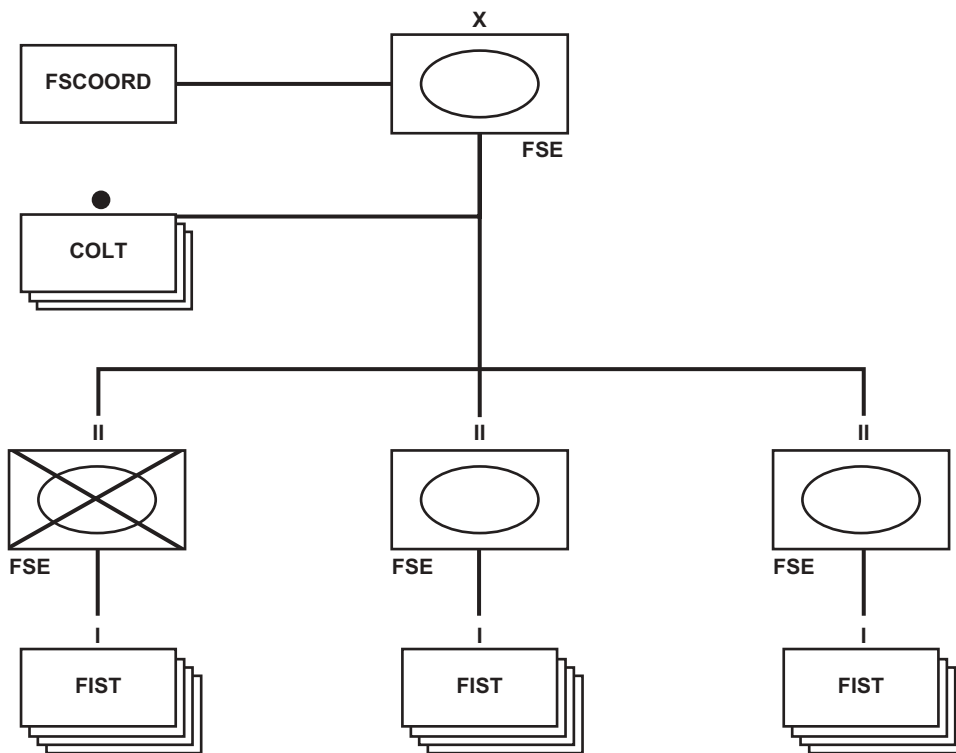 X
FSCOORD
FSE
COLT
II II II
FSE FSE FSE
I I I
FIST FIST FIST